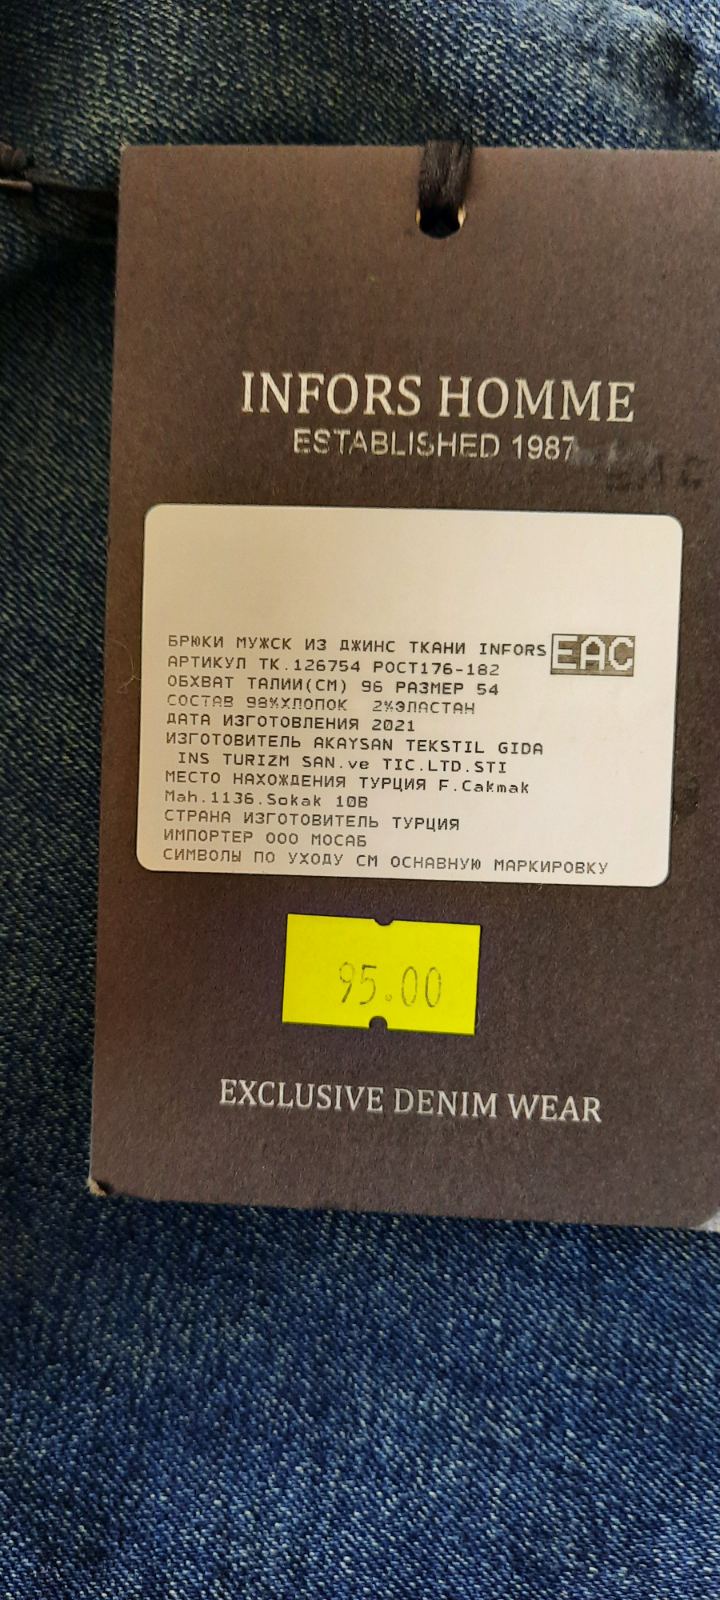 INFORS HOMME
ESTABLISHED 1987
БРЮКИ МУЖСК ИЗ ДЖИНС ТКАНИ INFORS EAC
АРТИКУЛ ТК.126754 РОСТ176-182
ОБХВАТ ТАЛИИ(СМ) 96 РАЗМЕР 54
СОСТАВ 98%ХЛОПОК 2%ЭЛАСТАН
ДАТА ИЗГОТОВЛЕНИЯ 2021
ИЗГОТОВИТЕЛЬ AKAYSAN TEKSTIL GIDA
INS TURIZM SAN.ve TIC.LTD.STI
МЕСТО НАХОЖДЕНИЯ ТУРЦИЯ F.Cakmak
Mah.1136.Sokak 10B
СТРАНА ИЗГОТОВИТЕЛЬ ТУРЦИЯ
ИМПОРТЕР ООО МОСАБ
СИМВОЛЫ ПО УХОДУ СМ ОСНАВНУЮ МАРКИРОВКУ
95.00
EXCLUSIVE DENIM WEAR